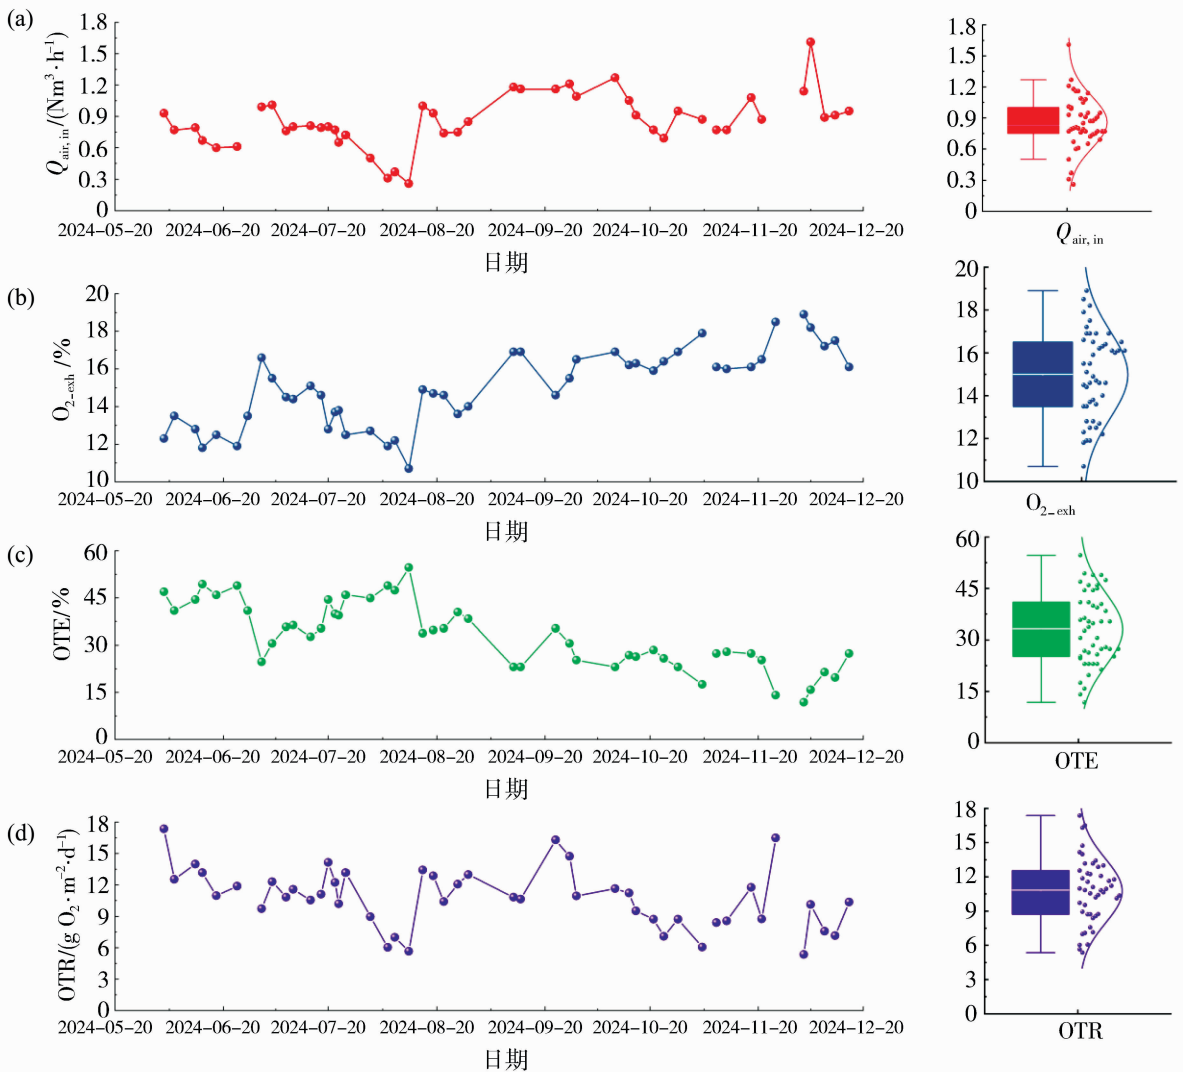 (a)
Q air, in/(Nm³·h⁻¹)
1.8
1.5
1.2
0.9
0.6
0.3
0
2024–05–20 2024–06–20 2024–07–20 2024–08–20 2024–09–20 2024–10–20 2024–11–20 2024–12–20
日期
1.8
1.5
1.2
0.9
0.6
0.3
0
Q air, in
(b)
O₂₋exh/%
20
18
16
14
12
10
2024–05–20 2024–06–20 2024–07–20 2024–08–20 2024–09–20 2024–10–20 2024–11–20 2024–12–20
日期
20
18
16
14
12
10
O₂₋exh
(c)
OTE/%
60
45
30
15
0
2024–05–20 2024–06–20 2024–07–20 2024–08–20 2024–09–20 2024–10–20 2024–11–20 2024–12–20
日期
60
45
30
15
0
OTE
(d)
OTR/(g O₂·m⁻²·d⁻¹)
18
15
12
9
6
3
0
2024–05–20 2024–06–20 2024–07–20 2024–08–20 2024–09–20 2024–10–20 2024–11–20 2024–12–20
日期
18
15
12
9
6
3
0
OTR